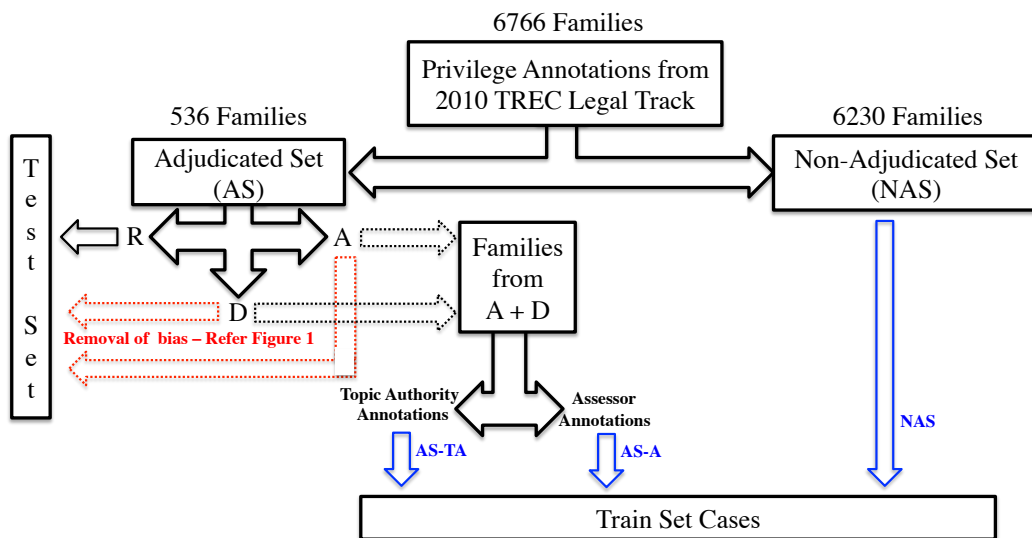 6766 Families
Privilege Annotations from
2010 TREC Legal Track
536 Families
Adjudicated Set
(AS)
6230 Families
Non-Adjudicated Set
(NAS)
Test Set
R
A
D
Families
from
A + D
Removal of bias – Refer Figure 1
Topic Authority
Annotations
Assessor
Annotations
AS-TA
AS-A
NAS
Train Set Cases